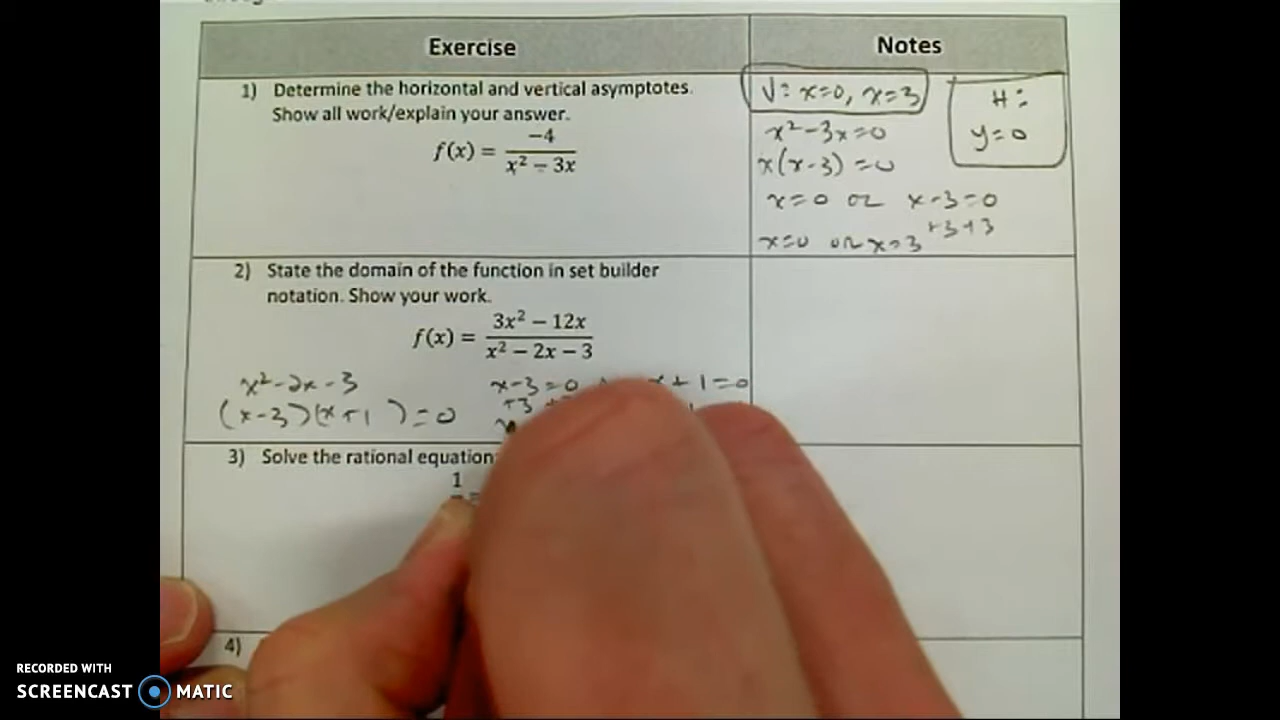 Exercise
Notes
1) Determine the horizontal and vertical asymptotes.
Show all work/explain your answer.
f(x) = -4 / x² - 3x
V: x=0, x=3
H:
y=0
x²-3x=0
x(x-3)=0
x=0 or x-3=0
+3 +3
x=0 or x=3
2) State the domain of the function in set builder
notation. Show your work.
f(x) = 3x² - 12x / x² - 2x - 3
x²-2x-3
(x-3)(x+1)=0
x-3=0
x+1=0
+3
3) Solve the rational equation
1
4)
RECORDED WITH
SCREENCAST MATIC